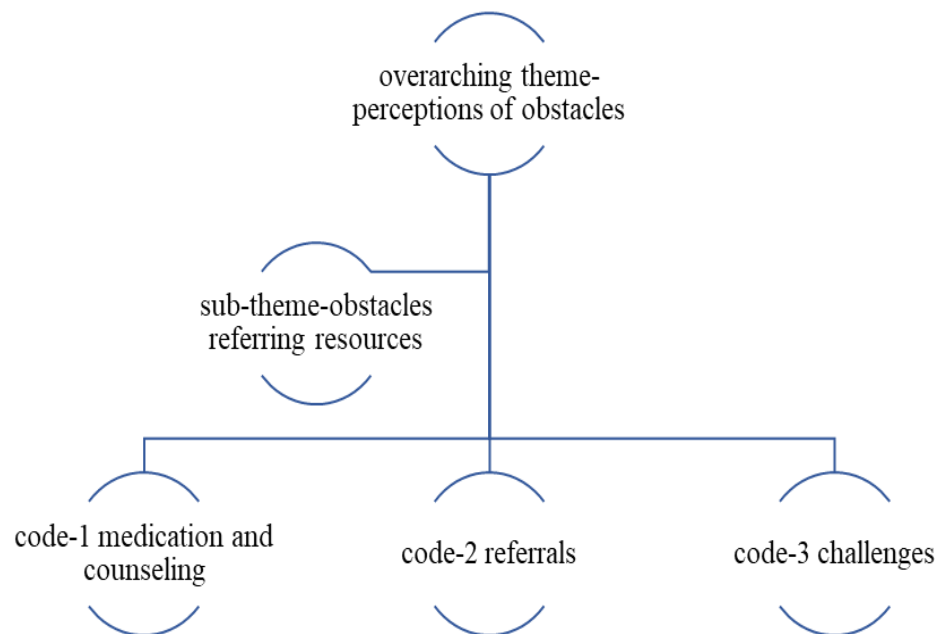 overarching theme-
perceptions of obstacles
sub-theme-obstacles
referring resources
code-1 medication and
counseling
code-2 referrals
code-3 challenges